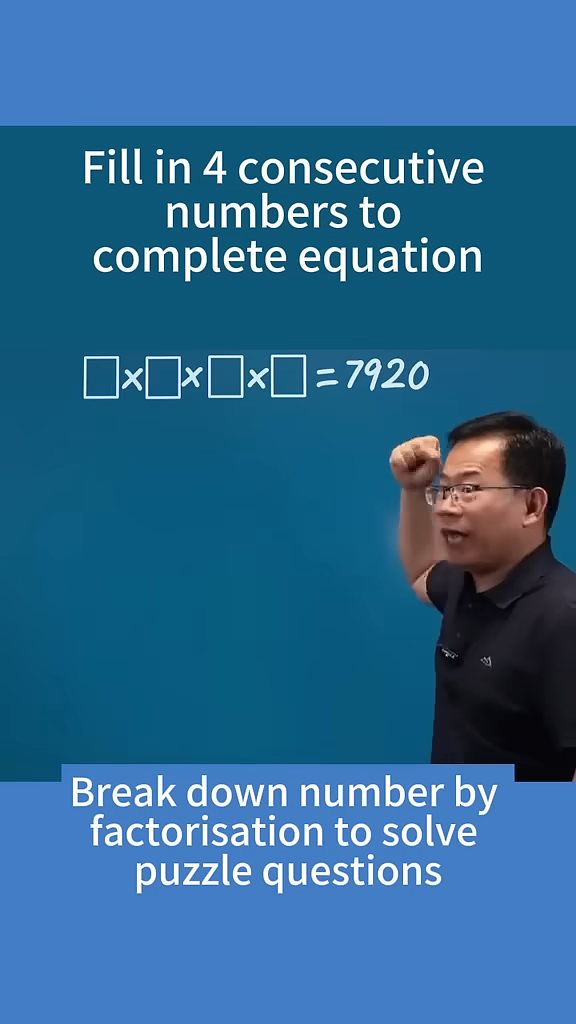 Fill in 4 consecutive
numbers to
complete equation
□x□x□x□=7920
Break down number by
factorisation to solve
puzzle questions